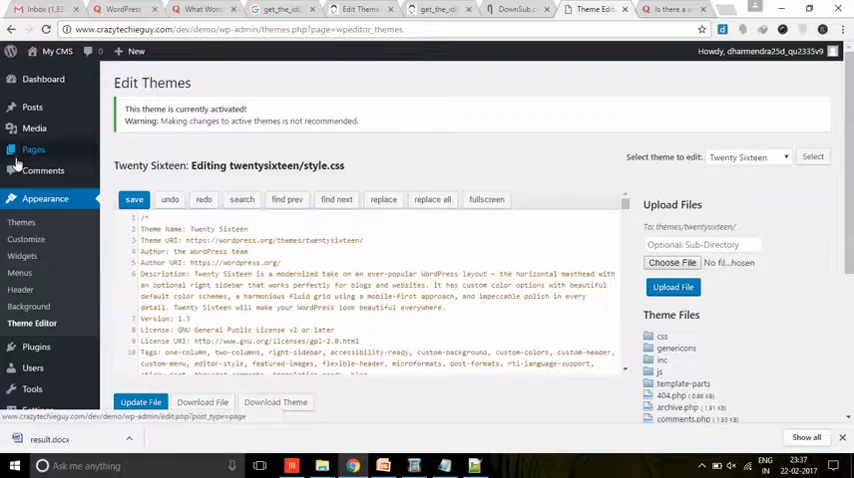 Inbox (1,33
WordPress
What Wor
get_the_id(
Edit Theme
get_the_id(
DownSub.c
Theme Edi
Is there a v
www.crazytechieguy.com/dev/demo/wp-admin/themes.php?page=wpeditor_themes
My CMS
0
New
Howdy, dharmendra25d_qu2335v9
Dashboard
Posts
Media
Pages
Comments
Appearance
Themes
Customize
Widgets
Menus
Header
Background
Theme Editor
Plugins
Users
Tools
Edit Themes
This theme is currently activated!
Warning: Making changes to active themes is not recommended.
Twenty Sixteen: Editing twentysixteen/style.css
Select theme to edit: Twenty Sixteen Select
save undo redo search find prev find next replace replace all fullscreen
1 /*
2 Theme Name: Twenty Sixteen
3 Theme URI: https://wordpress.org/themes/twentysixteen/
4 Author: the WordPress team
5 Author URI: https://wordpress.org/
6 Description: Twenty Sixteen is a modernized take on an ever-popular WordPress layout — the horizontal masthead with
an optional right sidebar that works perfectly for blogs and websites. It has custom color options with beautiful
default color schemes, a harmonious fluid grid using a mobile-first approach, and impeccable polish in every
detail. Twenty Sixteen will make your WordPress look beautiful everywhere.
7 Version: 1.3
8 License: GNU General Public License v2 or later
9 License URI: http://www.gnu.org/licenses/gpl-2.0.html
10 Tags: one-column, two-columns, right-sidebar, accessibility-ready, custom-background, custom-colors, custom-header,
custom-menu, editor-style, featured-images, flexible-header, microformats, post-formats, rtl-language-support,
Update File Download File Download Theme
Upload Files
To: themes/twentysixteen/
Optional: Sub-Directory
Choose File No fil...hosen
Upload File
Theme Files
css
genericons
inc
js
template-parts
404.php (0.86 KB)
archive.php (1.91 KB)
www.crazytechieguy.com/dev/demo/wp-admin/edit.php?post_type=page
result.docx
Show all
Ask me anything
ENG
IN
23:37
22-02-2017